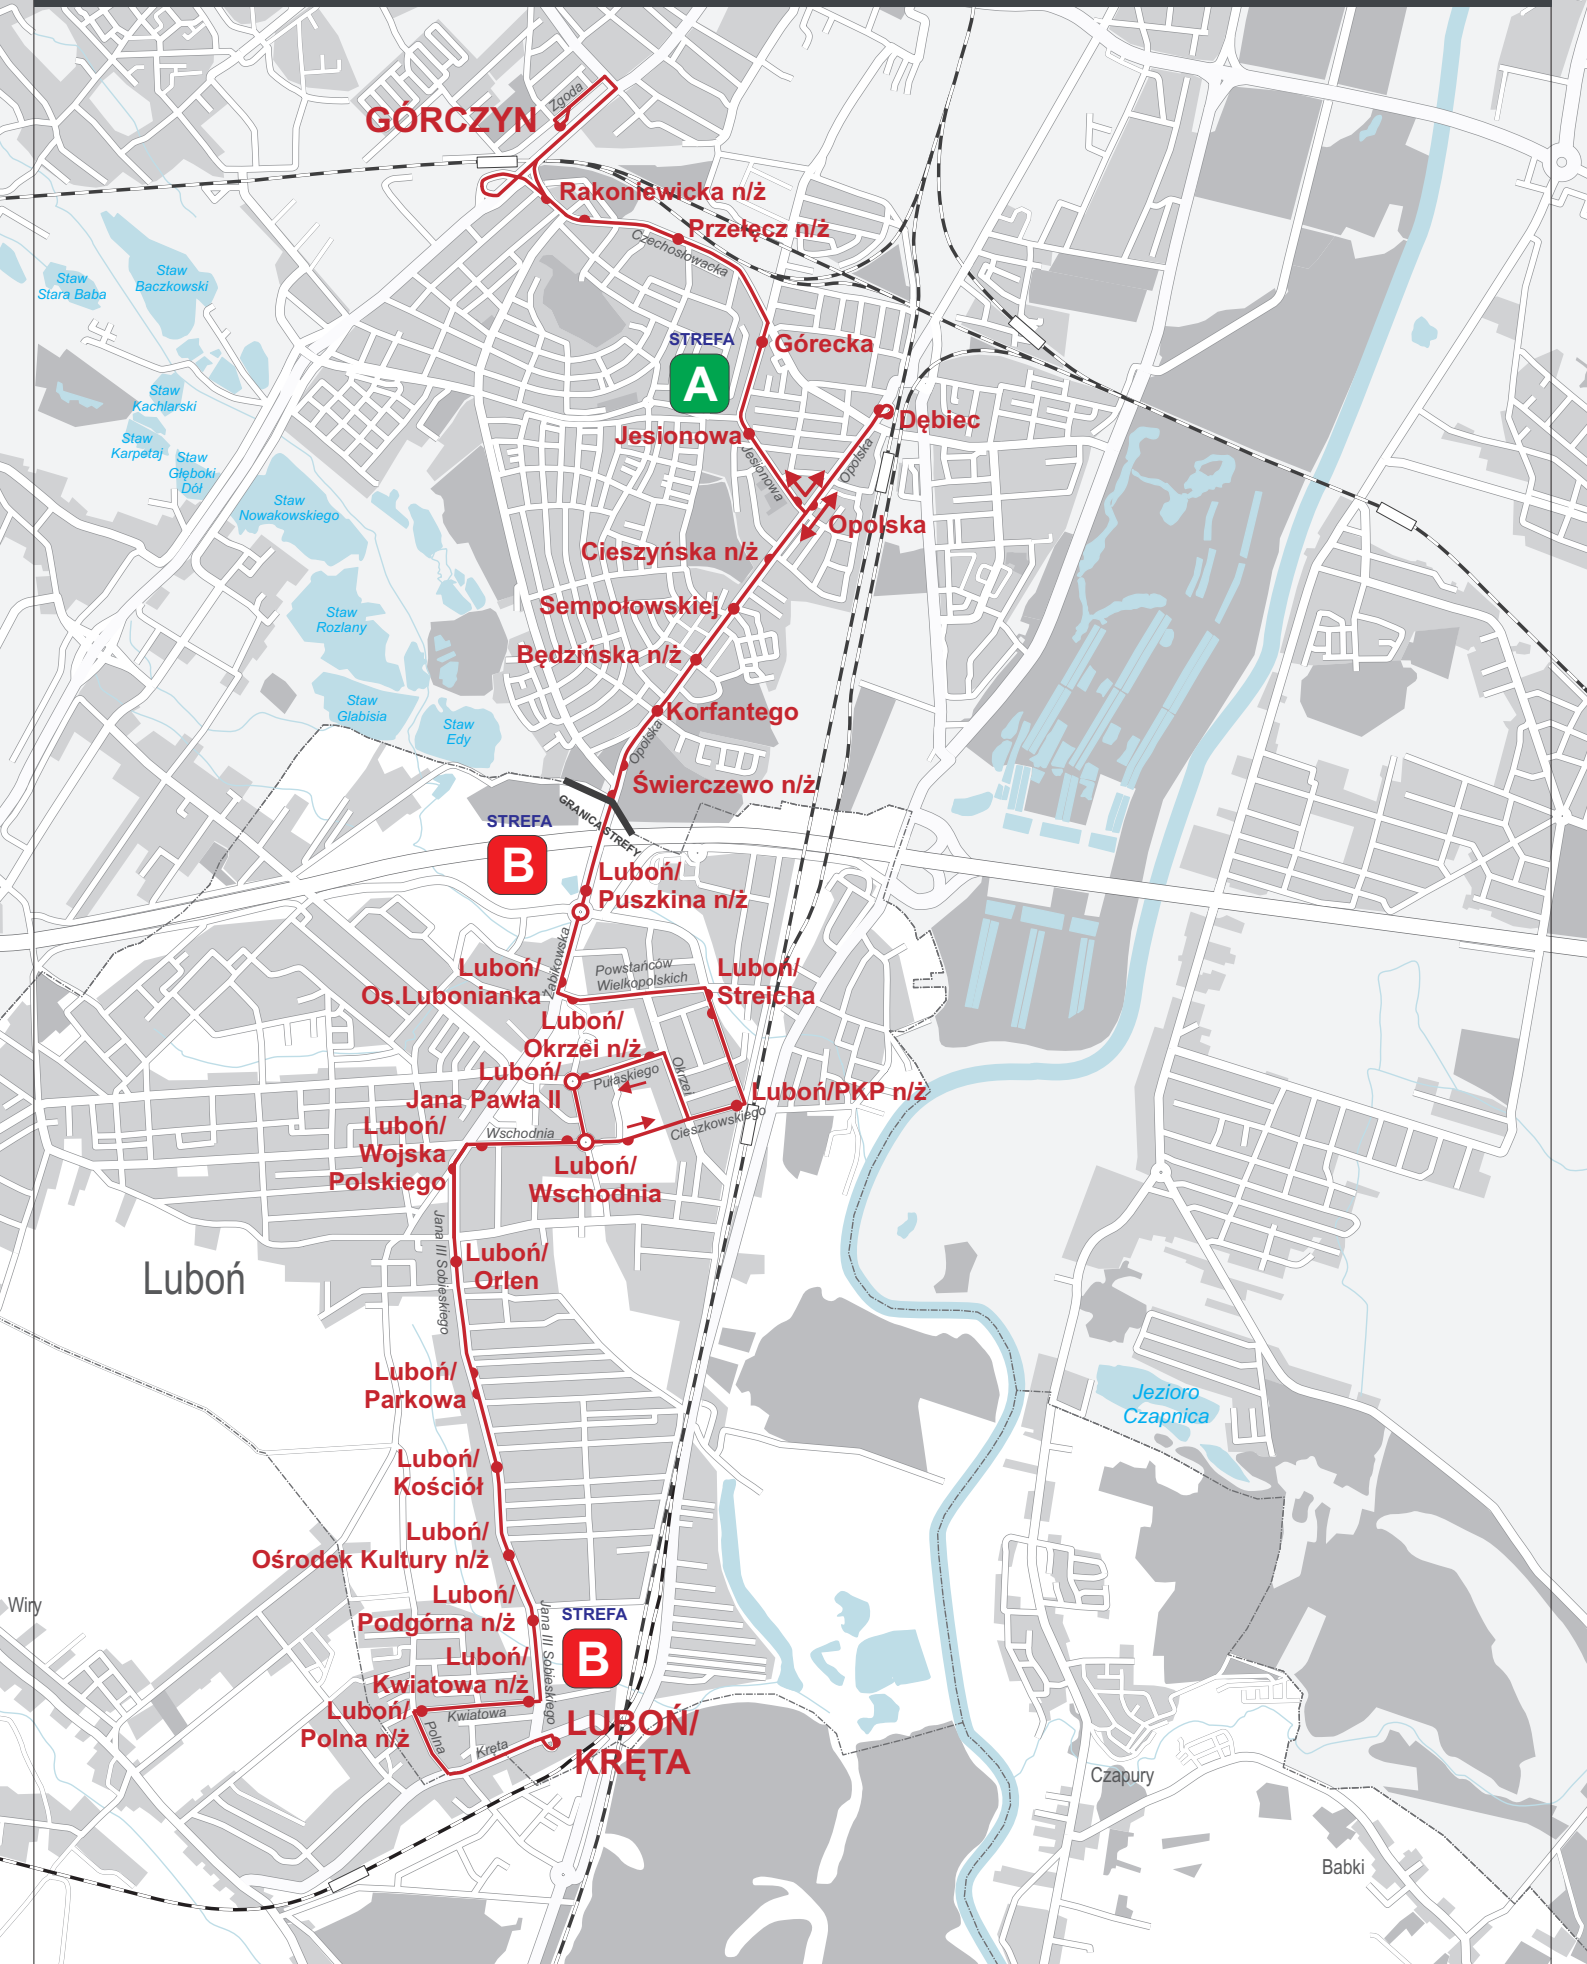 Zgoda
GÓRCZYN
Rakoniewicka n/ż
Przełęcz n/ż
Czechosłowacka
Staw
Baczkowski
Staw
Stara Baba
STREFA
A
Górecka
Staw
Kachlarski
Dębiec
Jesionowa
Staw
Karpętaj
Staw
Głęboki
Dół
Jesionowa
Opolska
Staw
Nowakowskiego
Opolska
Cieszyńska n/ż
Sempołowskiej
Staw
Rozlany
Będzińska n/ż
Staw
Glabisia
Korfantego
Staw
Edy
Opolska
Świerczewo n/ż
GRANICA STREFY
STREFA
B
Luboń/
Puszkina n/ż
Żabikowska
Luboń/
Os.Lubonianka
Powstańców
Wielkopolskich
Luboń/
Streicha
Luboń/
Okrzei n/ż
Okrzei
Luboń/
Jana Pawła II
Pułaskiego
Luboń/PKP n/ż
Luboń/
Wojska
Polskiego
Wschodnia
Cieszkowskiego
Luboń/
Wschodnia
Jana III Sobieskiego
Luboń/
Orlen
Luboń
Luboń/
Parkowa
Jezioro
Czapnica
Luboń/
Kościół
Luboń/
Ośrodek Kultury n/ż
Wiry
Luboń/
Podgórna n/ż
Jana III Sobieskiego
STREFA
B
Luboń/
Kwiatowa n/ż
Luboń/
Polna n/ż
Kwiatowa
Polna
Kręta
LUBOŃ/
KRĘTA
Czapury
Babki